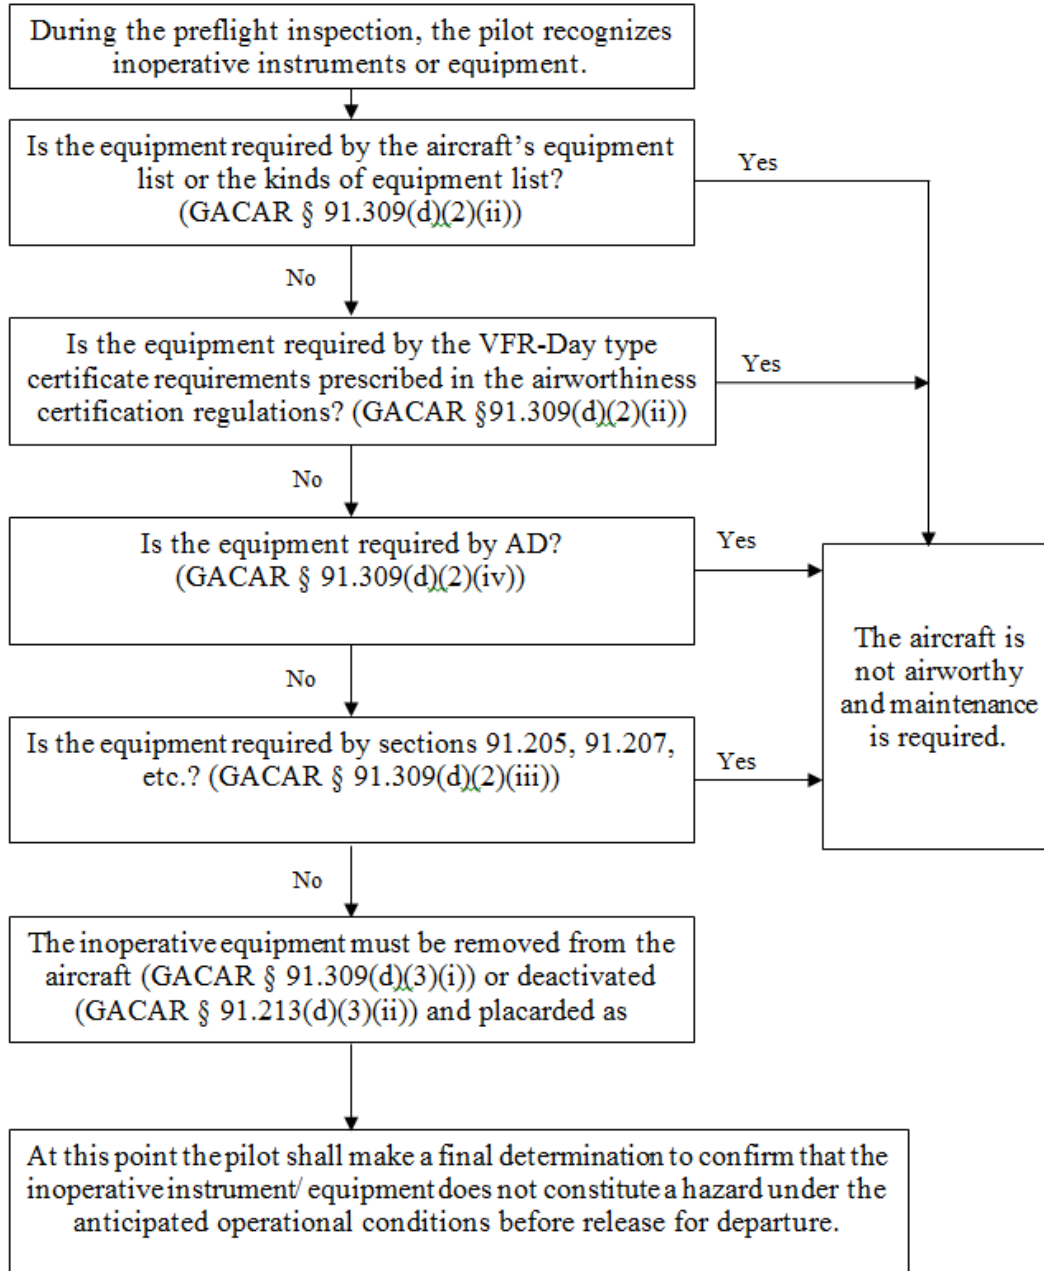 During the preflight inspection, the pilot recognizes
inoperative instruments or equipment.
Is the equipment required by the aircraft’s equipment
list or the kinds of equipment list?
(GACAR § 91.309(d)(2)(ii))
Yes
No
Is the equipment required by the VFR-Day type
certificate requirements prescribed in the airworthiness
certification regulations? (GACAR §91.309(d)(2)(ii))
Yes
No
Is the equipment required by AD?
(GACAR § 91.309(d)(2)(iv))
Yes
The aircraft is
not airworthy
and maintenance
is required.
No
Is the equipment required by sections 91.205, 91.207,
etc.? (GACAR § 91.309(d)(2)(iii))
Yes
No
The inoperative equipment must be removed from the
aircraft (GACAR § 91.309(d)(3)(i)) or deactivated
(GACAR § 91.213(d)(3)(ii)) and placarded as
At this point the pilot shall make a final determination to confirm that the
inoperative instrument/ equipment does not constitute a hazard under the
anticipated operational conditions before release for departure.